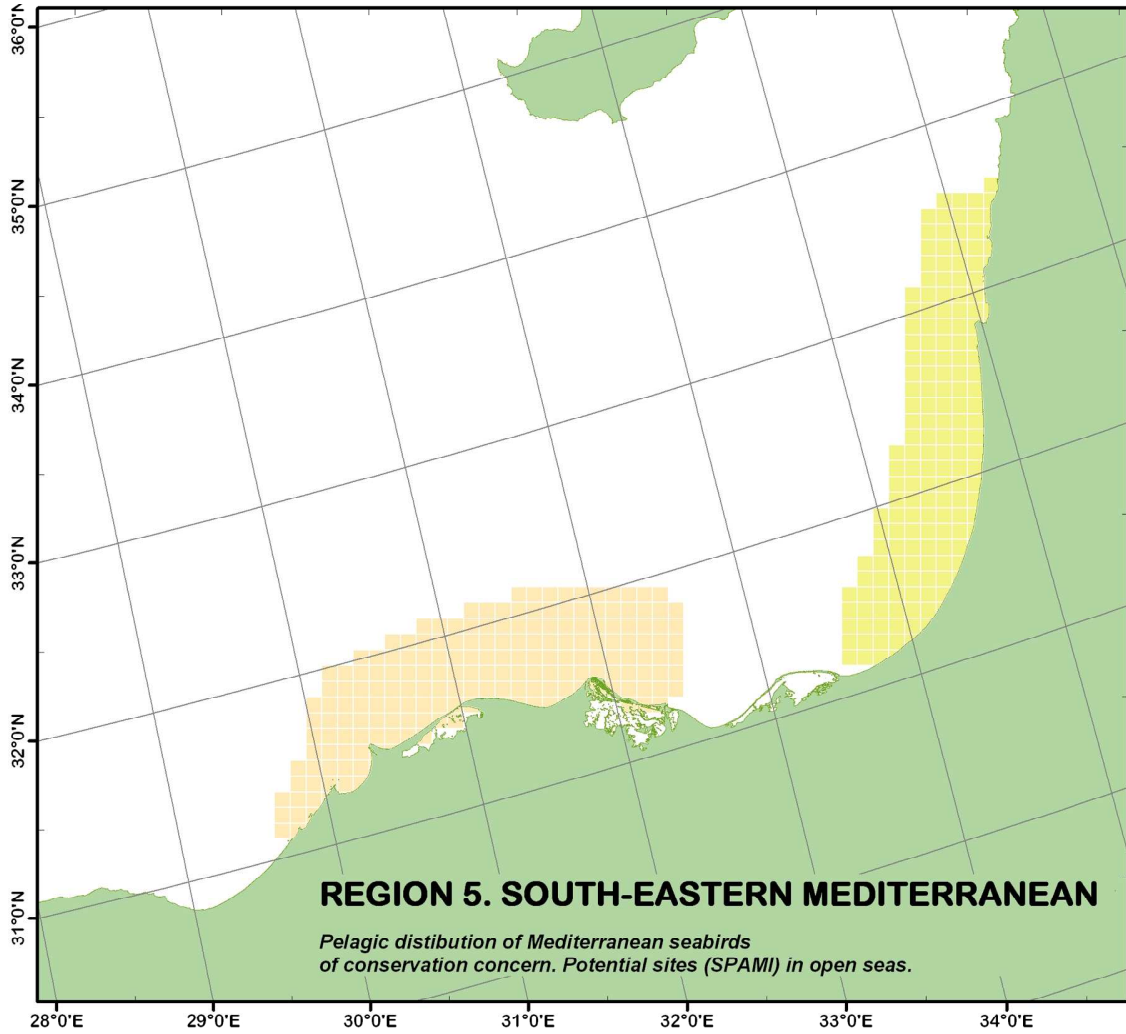 36°0'N
35°0'N
34°0'N
33°0'N
32°0'N
31°0'N
REGION 5. SOUTH-EASTERN MEDITERRANEAN
Pelagic distibution of Mediterranean seabirds
of conservation concern. Potential sites (SPAMI) in open seas.
28°0'E 29°0'E 30°0'E 31°0'E 32°0'E 33°0'E 34°0'E